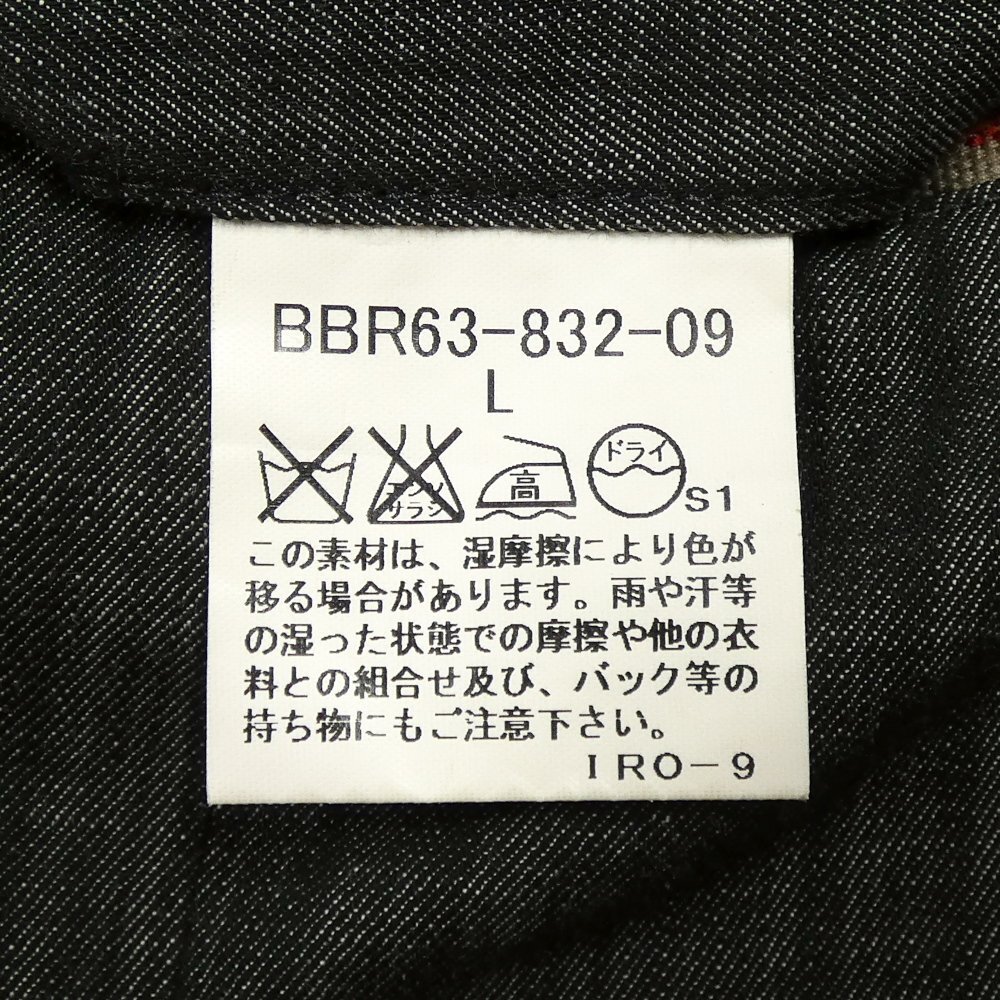 BBR63-832-09
L
エンソ
サラシ
高
ドライ
S1
この素材は、湿摩擦により色が
移る場合があります。雨や汗等
の湿った状態での摩擦や他の衣
料との組合せ及び、バック等の
持ち物にもご注意下さい。
IRO-9